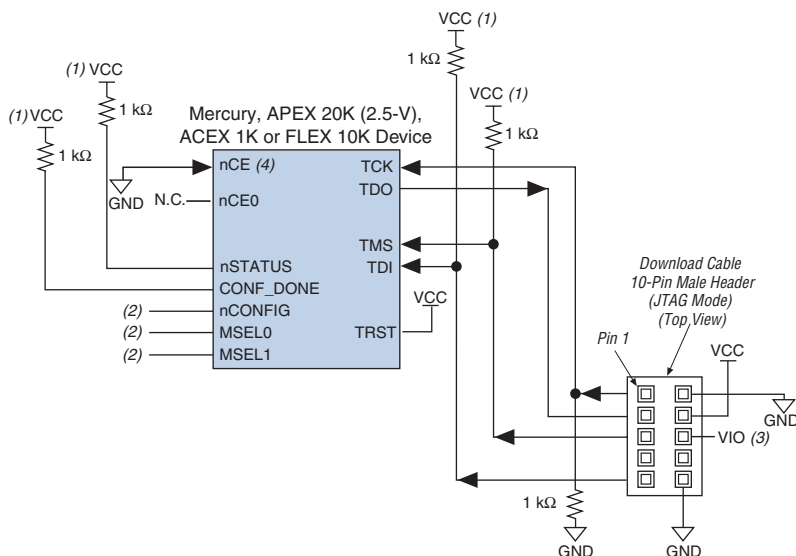 VCC (1)
1 kΩ
(1) VCC
1 kΩ
VCC (1)
1 kΩ
(1) VCC
1 kΩ
Mercury, APEX 20K (2.5-V),
ACEX 1K or FLEX 10K Device
nCE (4)
TCK
GND
TDO
N.C.
nCE0
TMS
nSTATUS
TDI
CONF_DONE
(2)
nCONFIG
(2)
MSEL0
TRST
VCC
(2)
MSEL1
Download Cable
10-Pin Male Header
(JTAG Mode)
(Top View)
Pin 1
VCC
GND
VIO (3)
1 kΩ
GND
GND